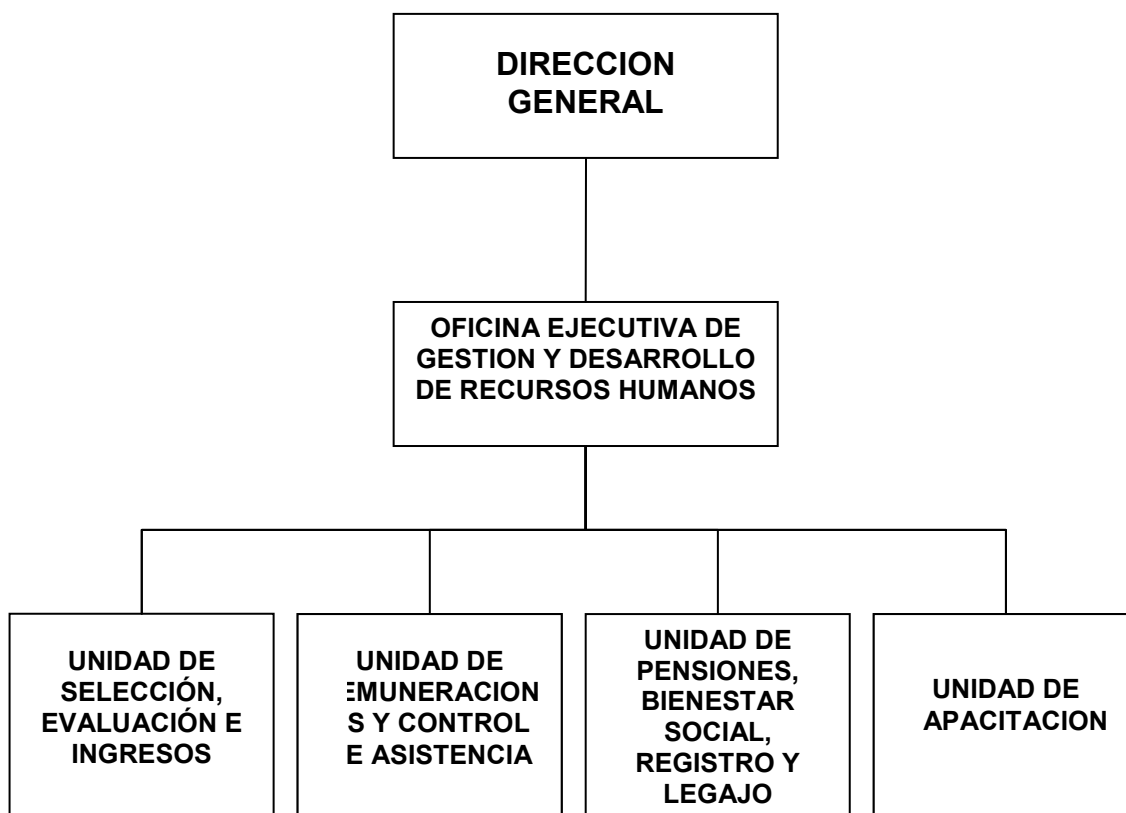 DIRECCION
GENERAL
OFICINA EJECUTIVA DE
GESTION Y DESARROLLO
DE RECURSOS HUMANOS
UNIDAD DE
SELECCIÓN,
EVALUACIÓN E
INGRESOS
UNIDAD DE
EMUNERACION
S Y CONTROL
E ASISTENCIA
UNIDAD DE
PENSIONES,
BIENESTAR
SOCIAL,
REGISTRO Y
LEGAJO
UNIDAD DE
APACITACION